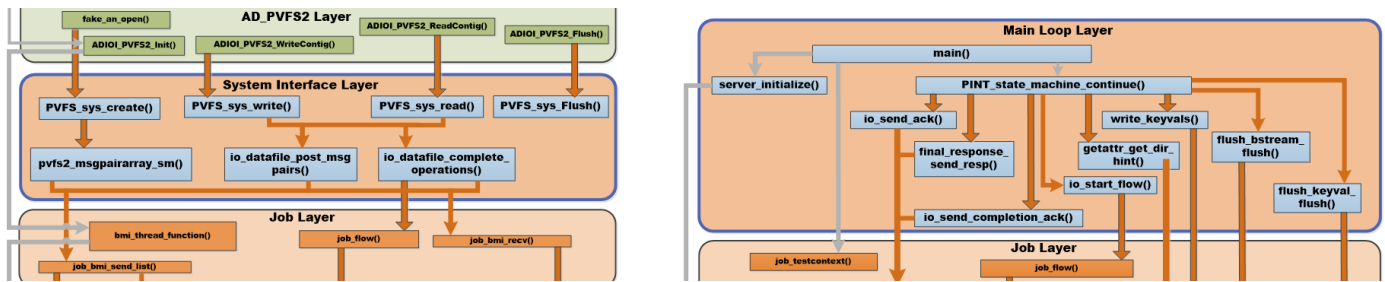 AD_PVFS2 Layer
fake_an_open()
ADIOI_PVFS2_Init()
ADIOI_PVFS2_WriteContig()
ADIOI_PVFS2_ReadContig()
ADIOI_PVFS2_Flush()
System Interface Layer
PVFS_sys_create()
PVFS_sys_write()
PVFS_sys_read()
PVFS_sys_Flush()
pvfs2_msgpairarray_sm()
io_datafile_post_msg
pairs()
io_datafile_complete_
operations()
Job Layer
bmi_thread_function()
job_flow()
job_bmi_recv()
job_bmi_send_list()
Main Loop Layer
main()
server_initialize()
PINT_state_machine_continue()
io_send_ack()
write_keyvals()
final_response_
send_resp()
getattr_get_dir_
hint()
flush_bstream_
flush()
io_start_flow()
flush_keyval_
flush()
io_send_completion_ack()
Job Layer
job_testcontext()
job_flow()